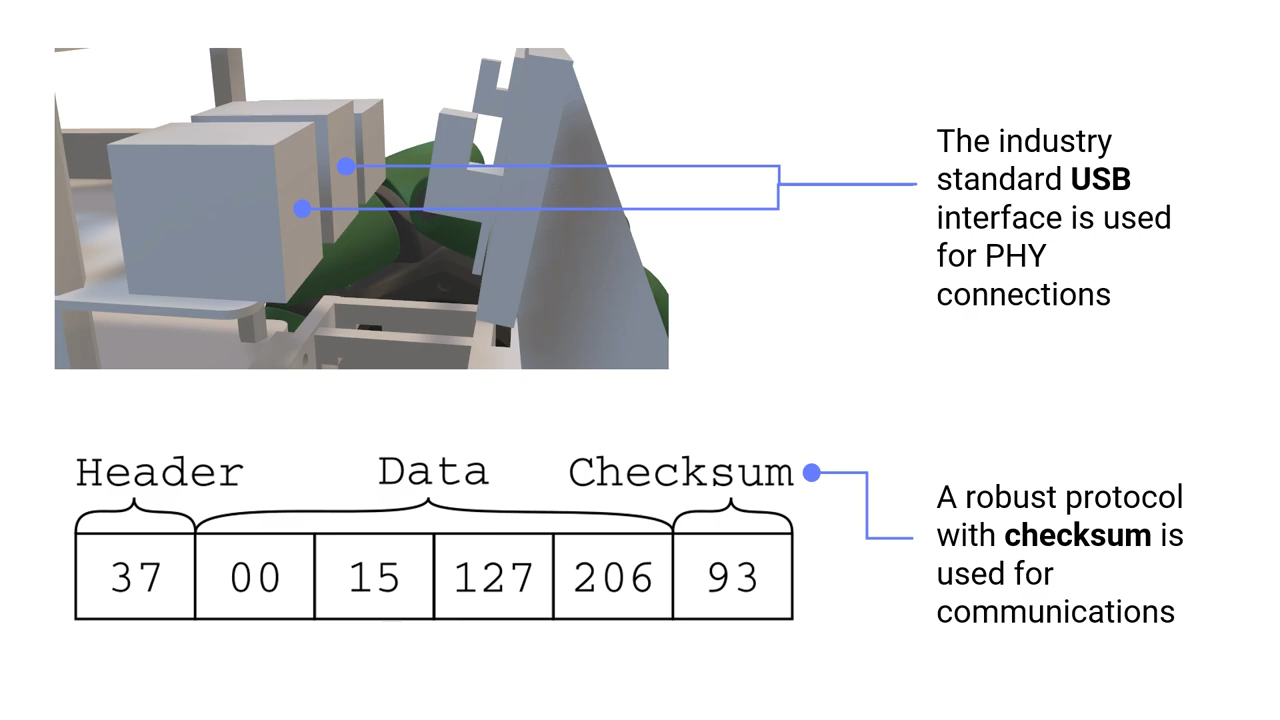 The industry
standard USB
interface is used
for PHY
connections
Header Data Checksum
37 00 15 127 206 93
A robust protocol
with checksum is
used for
communications